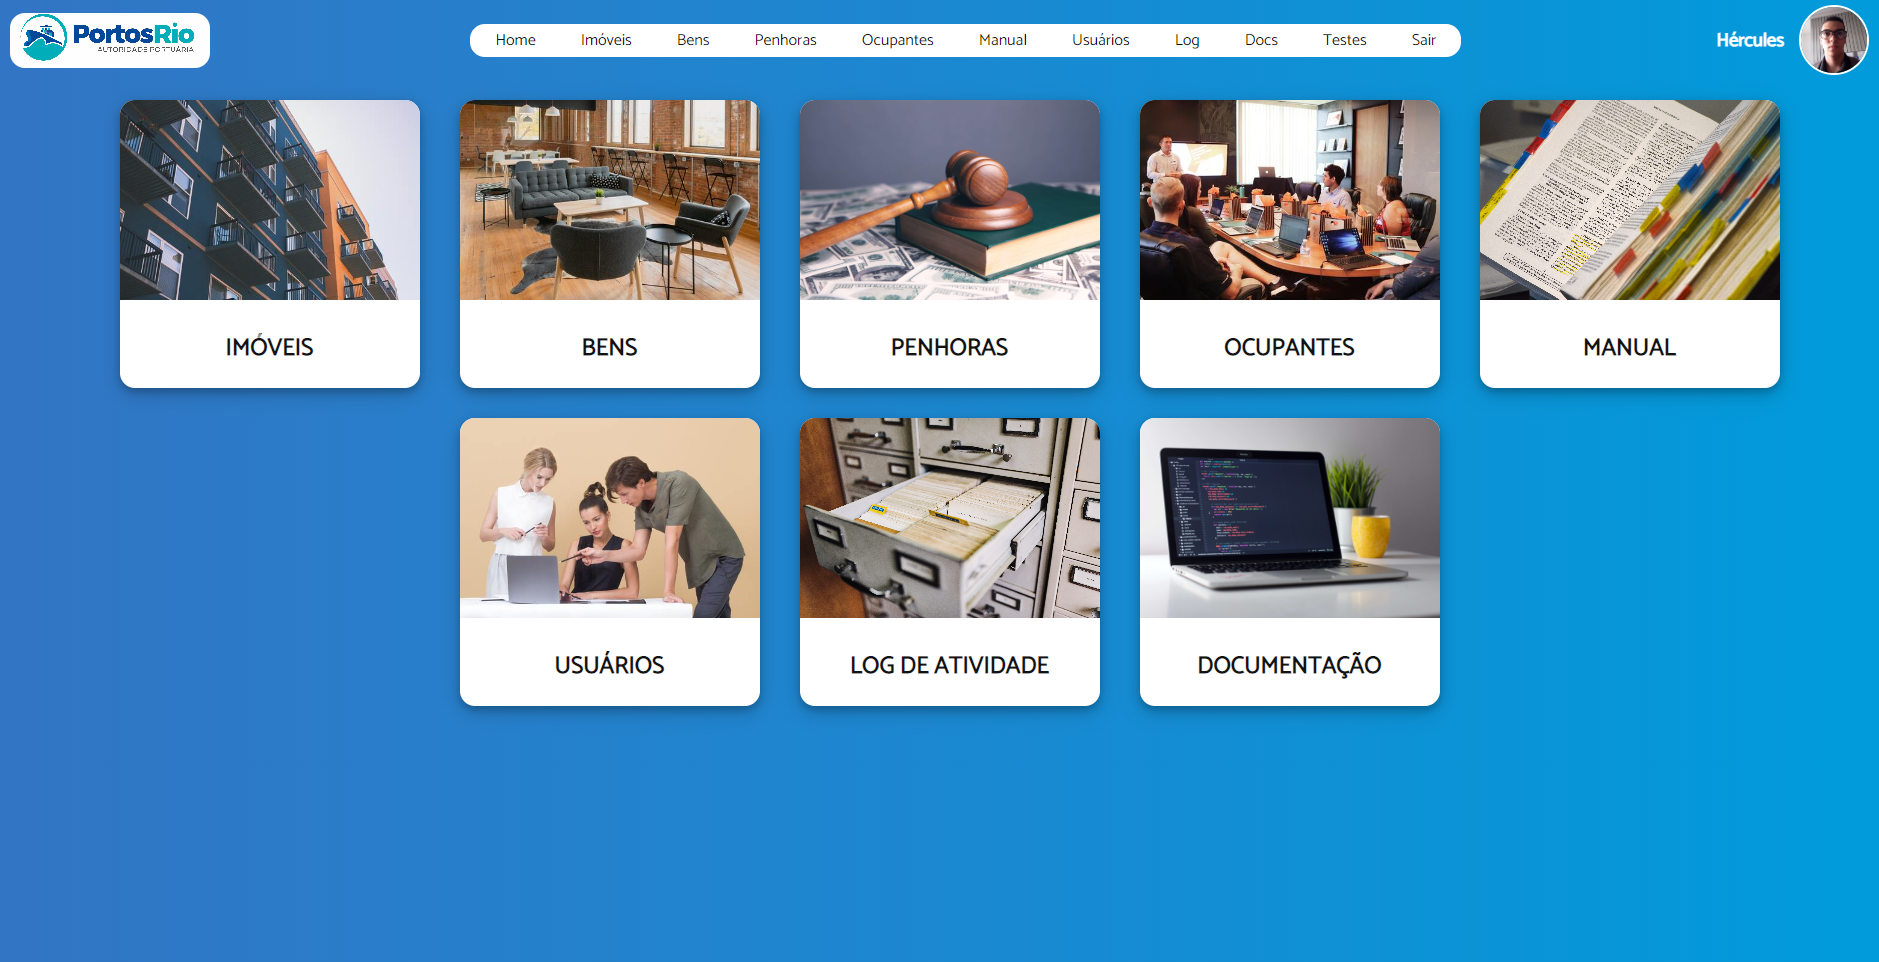 PortosRio
AUTORIDADE PORTUÁRIA
Home Imóveis Bens Penhoras Ocupantes Manual Usuários Log Docs Testes Sair
Hércules
IMÓVEIS BENS PENHORAS OCUPANTES MANUAL
USUÁRIOS LOG DE ATIVIDADE DOCUMENTAÇÃO